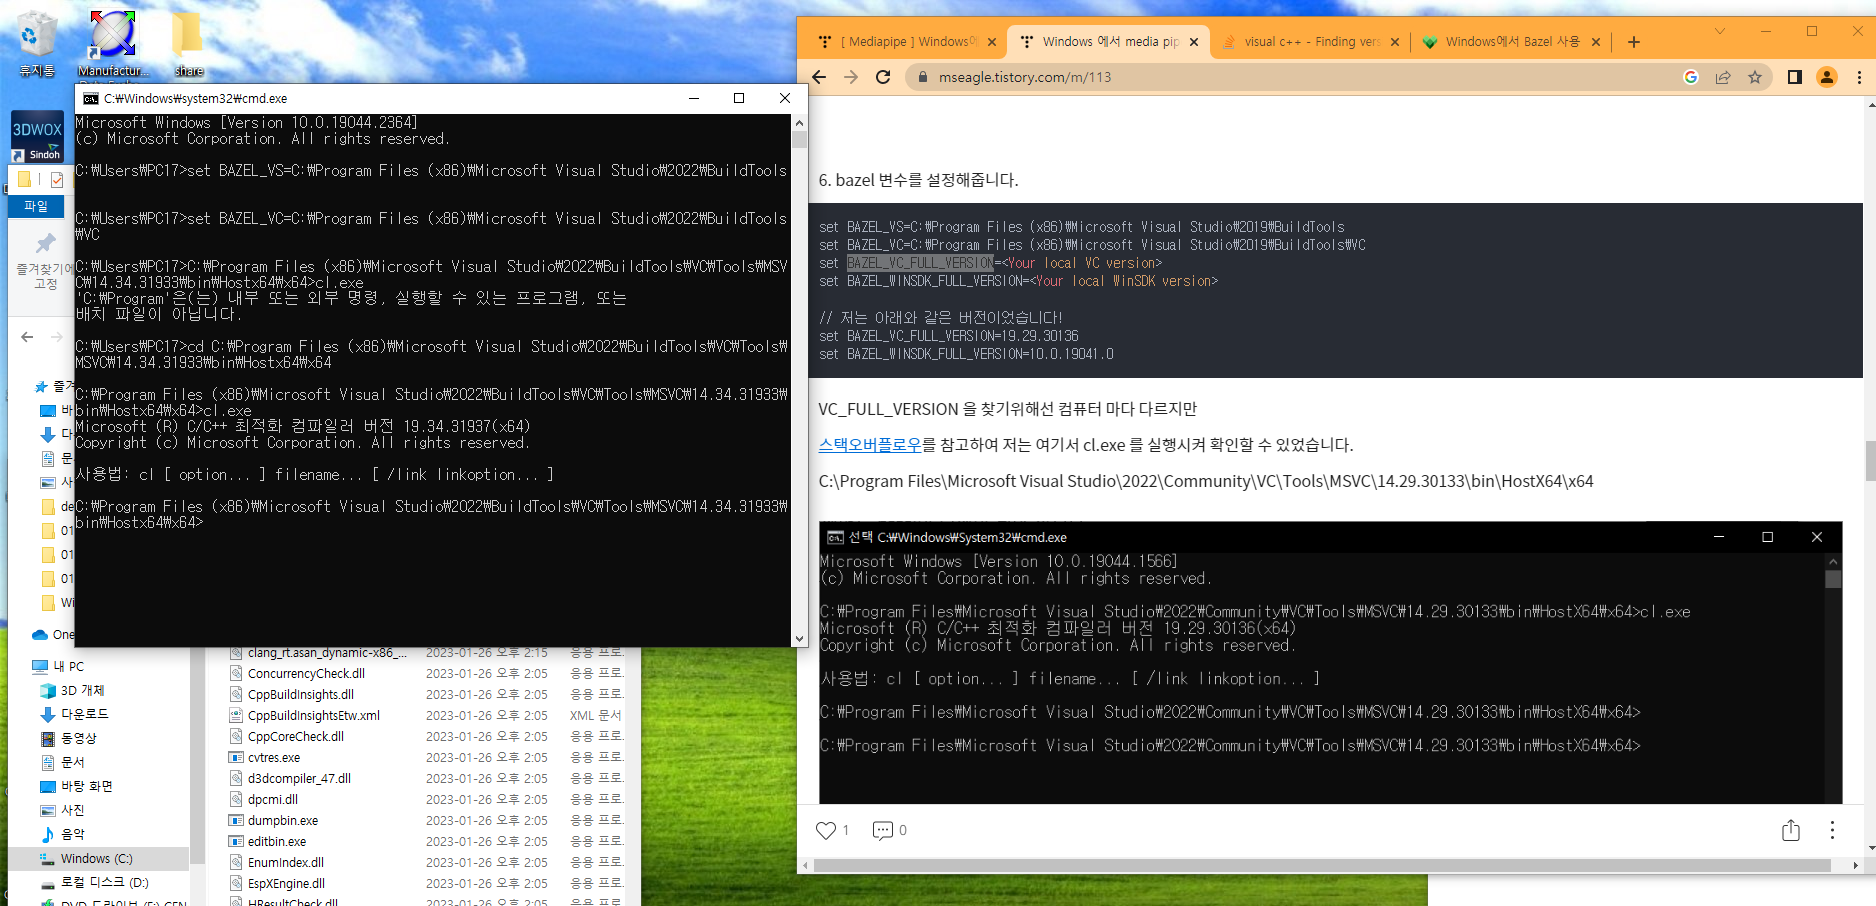 휴지통
Manufactur...
share
3DWOX
Sindoh
파일
즐겨찾기에
고정
즐겨
바
다
문
사
de
01
01
01
Wi
One
내 PC
3D 개체
다운로드
동영상
문서
바탕 화면
사진
음악
Windows (C:)
로컬 디스크 (D:)
C:\Windows\system32\cmd.exe
Microsoft Windows [Version 10.0.19044.2364]
(c) Microsoft Corporation. All rights reserved.
C:\Users\PC17>set BAZEL_VS=C:\Program Files (x86)\Microsoft Visual Studio\2022\BuildTools
C:\Users\PC17>set BAZEL_VC=C:\Program Files (x86)\Microsoft Visual Studio\2022\BuildTools
\VC
C:\Users\PC17>C:\Program Files (x86)\Microsoft Visual Studio\2022\BuildTools\VC\Tools\MSV
C\14.34.31933\bin\Hostx64\x64>cl.exe
'C:\Program'은(는) 내부 또는 외부 명령, 실행할 수 있는 프로그램, 또는
배치 파일이 아닙니다.
C:\Users\PC17>cd C:\Program Files (x86)\Microsoft Visual Studio\2022\BuildTools\VC\Tools\
MSVC\14.34.31933\bin\Hostx64\x64
C:\Program Files (x86)\Microsoft Visual Studio\2022\BuildTools\VC\Tools\MSVC\14.34.31933\
bin\Hostx64\x64>cl.exe
Microsoft (R) C/C++ 최적화 컴파일러 버전 19.34.31937(x64)
Copyright (c) Microsoft Corporation. All rights reserved.
사용법: cl [ option... ] filename... [ /link linkoption... ]
C:\Program Files (x86)\Microsoft Visual Studio\2022\BuildTools\VC\Tools\MSVC\14.34.31933\
bin\Hostx64\x64>
clang_rt.asan_dynamic-x86_... 2023-01-26 오후 2:15 응용 프로.
ConcurrencyCheck.dll 2023-01-26 오후 2:05 응용 프로.
CppBuildInsights.dll 2023-01-26 오후 2:05 응용 프로.
CppBuildInsightsEtw.xml 2023-01-26 오후 2:05 XML 문서
CppCoreCheck.dll 2023-01-26 오후 2:05 응용 프로.
cvtres.exe 2023-01-26 오후 2:05 응용 프로.
d3dcompiler_47.dll 2023-01-26 오후 2:05 응용 프로.
dpcmi.dll 2023-01-26 오후 2:05 응용 프로.
dumpbin.exe 2023-01-26 오후 2:05 응용 프로.
editbin.exe 2023-01-26 오후 2:05 응용 프로.
EnumIndex.dll 2023-01-26 오후 2:05 응용 프로.
EspXEngine.dll 2023-01-26 오후 2:05 응용 프로.
HResultCheck.dll 2023-01-26 오후 2:05 응용 프로.
[ Mediapipe ] Windows에
Windows 에서 media pip
visual c++ - Finding vers
Windows에서 Bazel 사용
mseagle.tistory.com/m/113
6. bazel 변수를 설정해줍니다.
set BAZEL_VS=C:\Program Files (x86)\Microsoft Visual Studio\2019\BuildTools
set BAZEL_VC=C:\Program Files (x86)\Microsoft Visual Studio\2019\BuildTools\VC
set BAZEL_VC_FULL_VERSION=<Your local VC version>
set BAZEL_WINSDK_FULL_VERSION=<Your local WinSDK version>
// 저는 아래와 같은 버전이었습니다!
set BAZEL_VC_FULL_VERSION=19.29.30136
set BAZEL_WINSDK_FULL_VERSION=10.0.19041.0
VC_FULL_VERSION 을 찾기위해선 컴퓨터 마다 다르지만
스택오버플로우를 참고하여 저는 여기서 cl.exe 를 실행시켜 확인할 수 있었습니다.
C:\Program Files\Microsoft Visual Studio\2022\Community\VC\Tools\MSVC\14.29.30133\bin\HostX64\x64
선택 C:\Windows\System32\cmd.exe
Microsoft Windows [Version 10.0.19044.1566]
(c) Microsoft Corporation. All rights reserved.
C:\Program Files\Microsoft Visual Studio\2022\Community\VC\Tools\MSVC\14.29.30133\bin\HostX64\x64>cl.exe
Microsoft (R) C/C++ 최적화 컴파일러 버전 19.29.30136(x64)
Copyright (c) Microsoft Corporation. All rights reserved.
사용법: cl [ option... ] filename... [ /link linkoption... ]
C:\Program Files\Microsoft Visual Studio\2022\Community\VC\Tools\MSVC\14.29.30133\bin\HostX64\x64>
C:\Program Files\Microsoft Visual Studio\2022\Community\VC\Tools\MSVC\14.29.30133\bin\HostX64\x64>
1
0